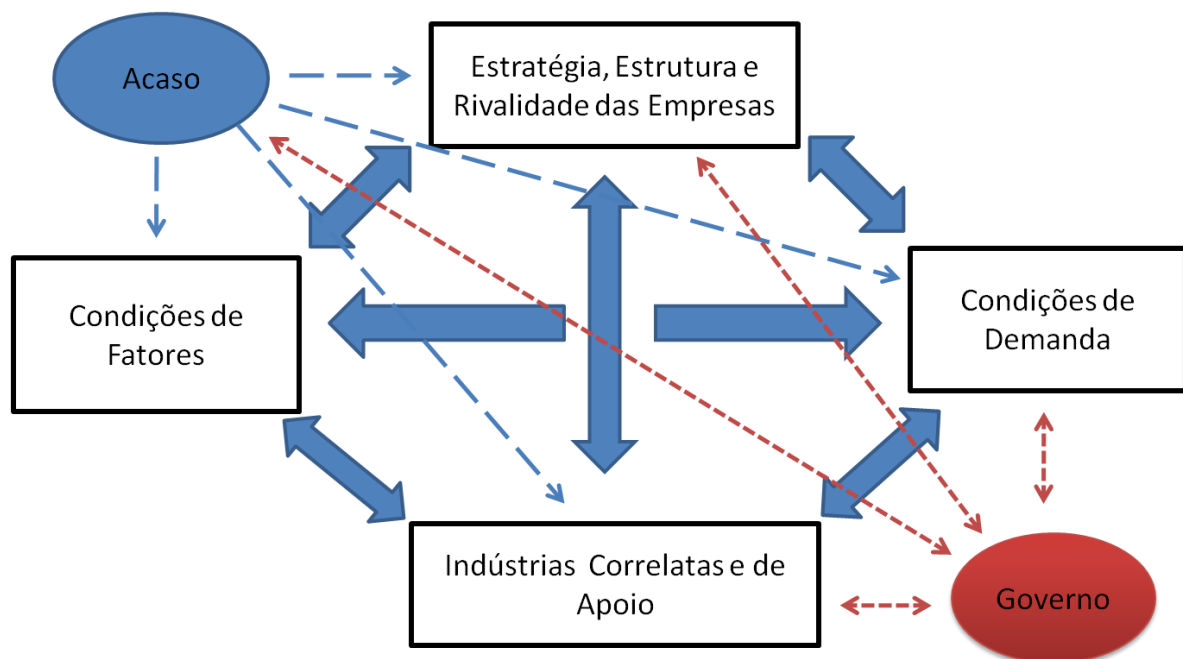 Acaso
Estratégia, Estrutura e
Rivalidade das Empresas
Condições de
Fatores
Condições de
Demanda
Indústrias Correlatas e de
Apoio
Governo